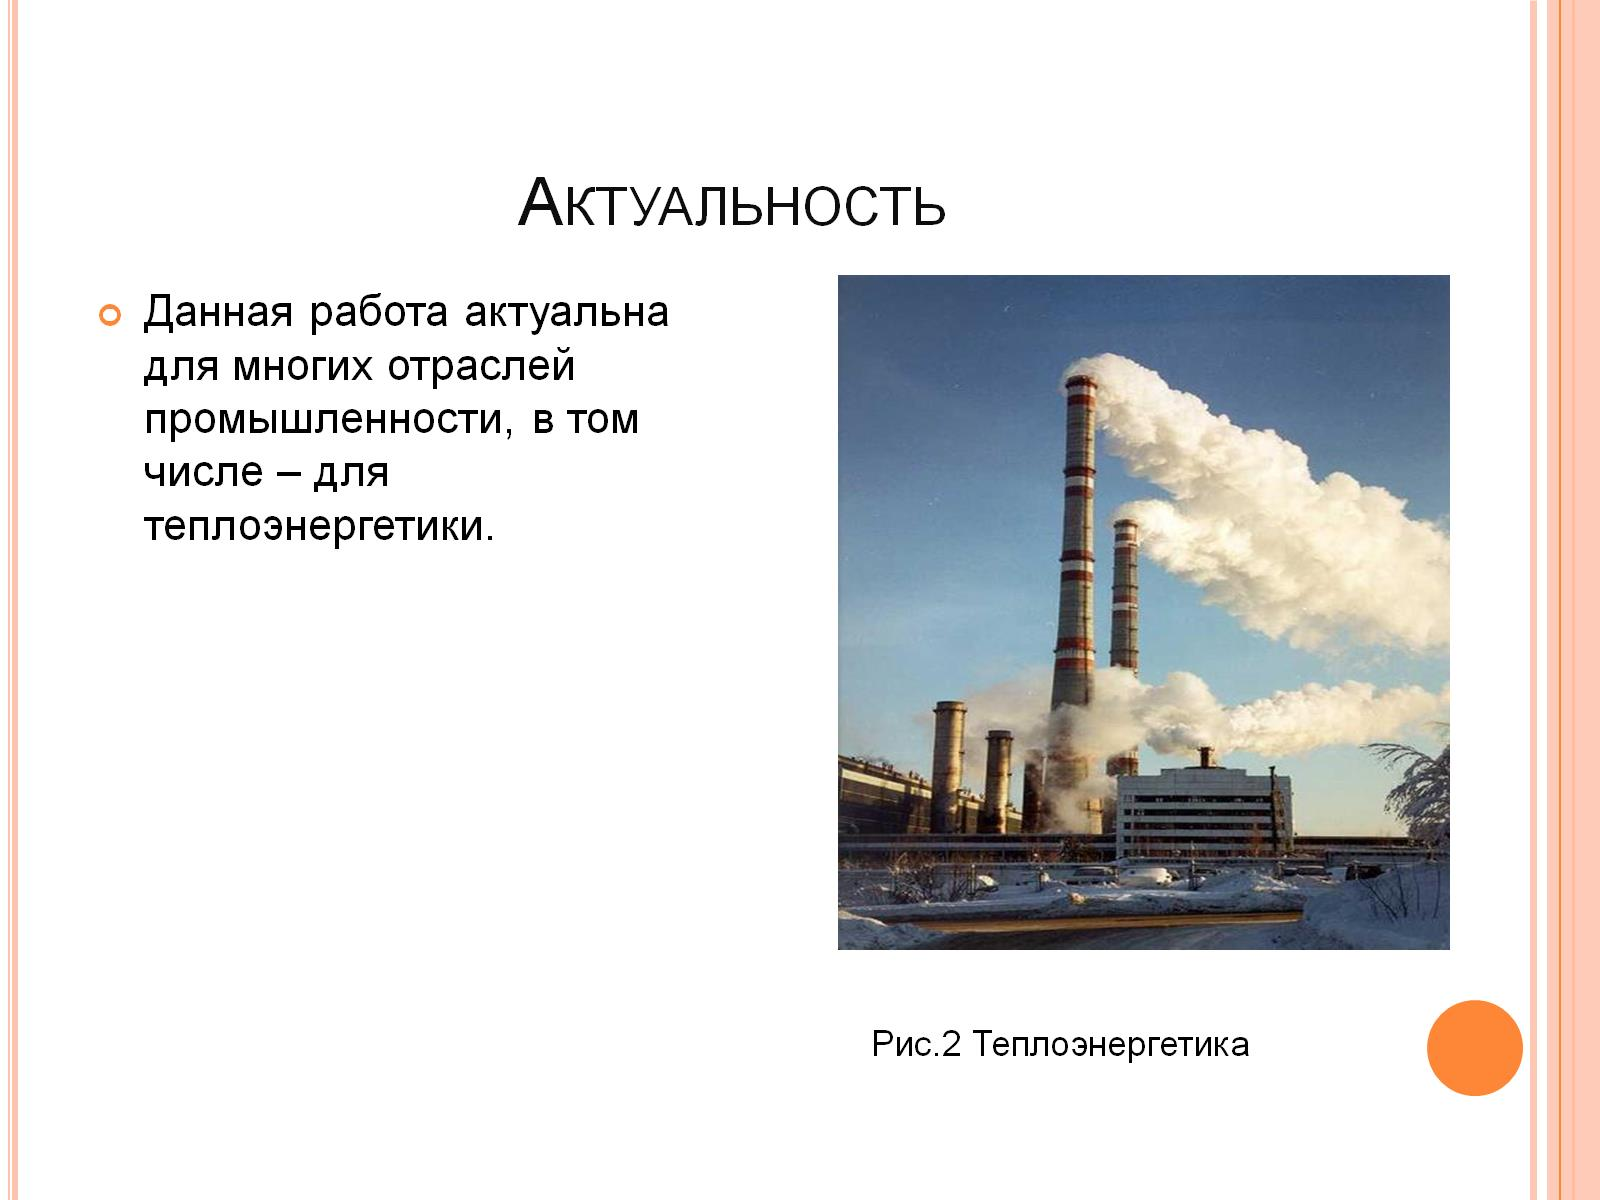 Актуальность
Данная работа актуальна
для многих отраслей
промышленности, в том
числе – для
теплоэнергетики.
Рис.2 Теплоэнергетика